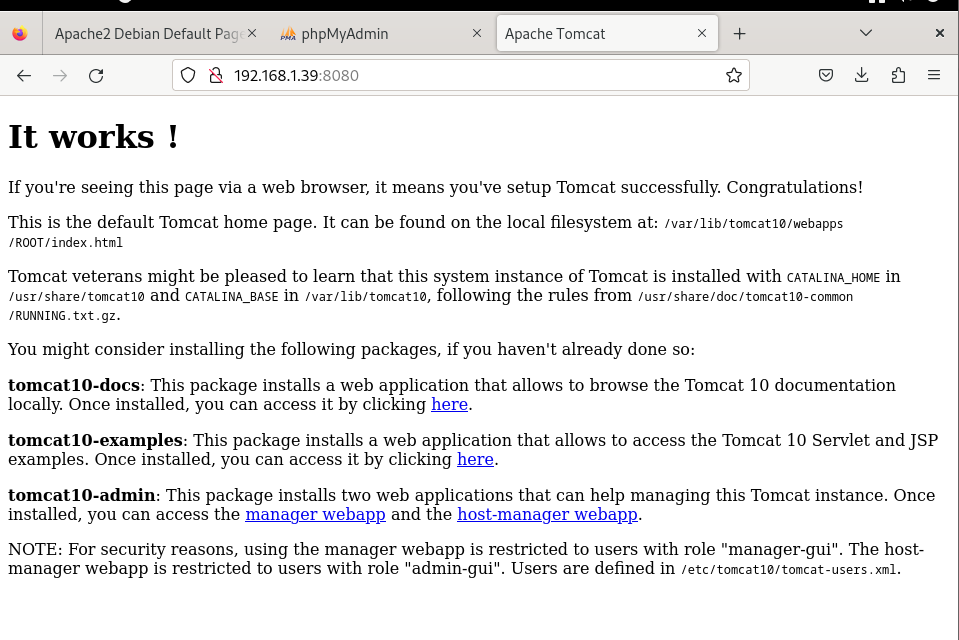 Apache2 Debian Default Page
phpMyAdmin
Apache Tomcat
192.168.1.39:8080
It works !
If you're seeing this page via a web browser, it means you've setup Tomcat successfully. Congratulations!
This is the default Tomcat home page. It can be found on the local filesystem at: /var/lib/tomcat10/webapps
/ROOT/index.html
Tomcat veterans might be pleased to learn that this system instance of Tomcat is installed with CATALINA_HOME in
/usr/share/tomcat10 and CATALINA_BASE in /var/lib/tomcat10, following the rules from /usr/share/doc/tomcat10-common
/RUNNING.txt.gz.
You might consider installing the following packages, if you haven't already done so:
tomcat10-docs: This package installs a web application that allows to browse the Tomcat 10 documentation
locally. Once installed, you can access it by clicking here.
tomcat10-examples: This package installs a web application that allows to access the Tomcat 10 Servlet and JSP
examples. Once installed, you can access it by clicking here.
tomcat10-admin: This package installs two web applications that can help managing this Tomcat instance. Once
installed, you can access the manager webapp and the host-manager webapp.
NOTE: For security reasons, using the manager webapp is restricted to users with role "manager-gui". The host-
manager webapp is restricted to users with role "admin-gui". Users are defined in /etc/tomcat10/tomcat-users.xml.